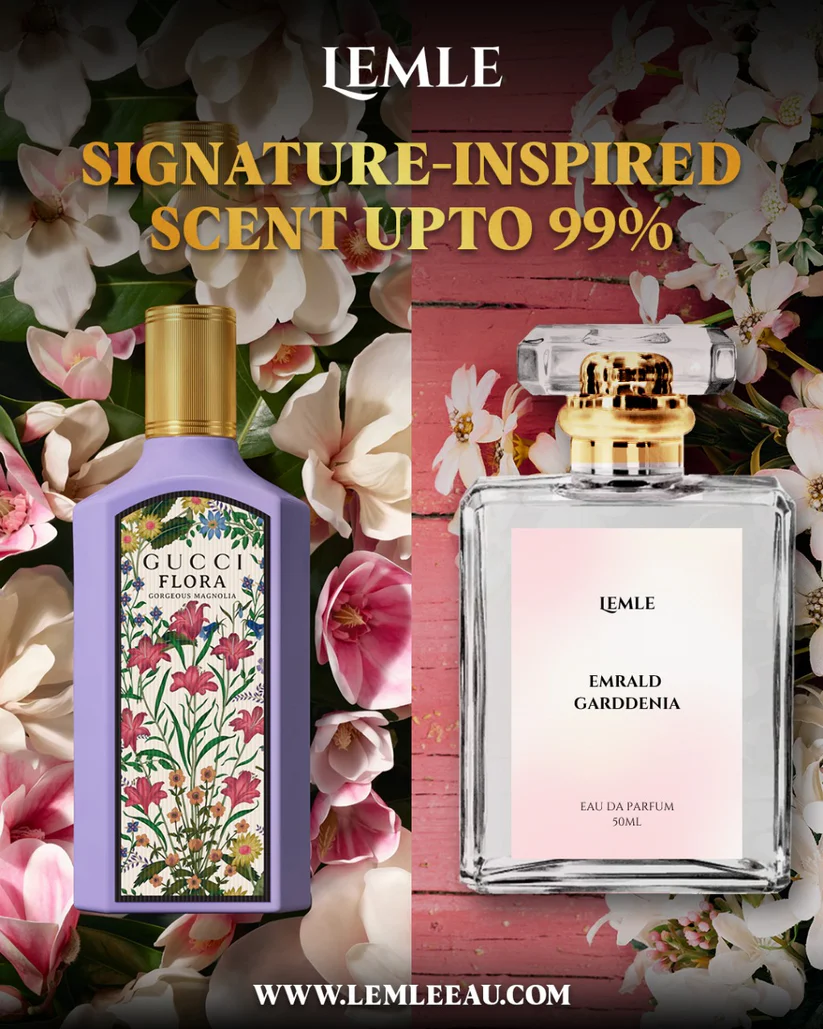 LEMLE
SIGNATURE-INSPIRED
SCENT UPTO 99%
GUCCI
FLORA
GORGEOUS MAGNOLIA
LEMLE
EMRALD
GARDDENIA
EAU DA PARFUM
50ML
WWW.LEMLEEAU.COM